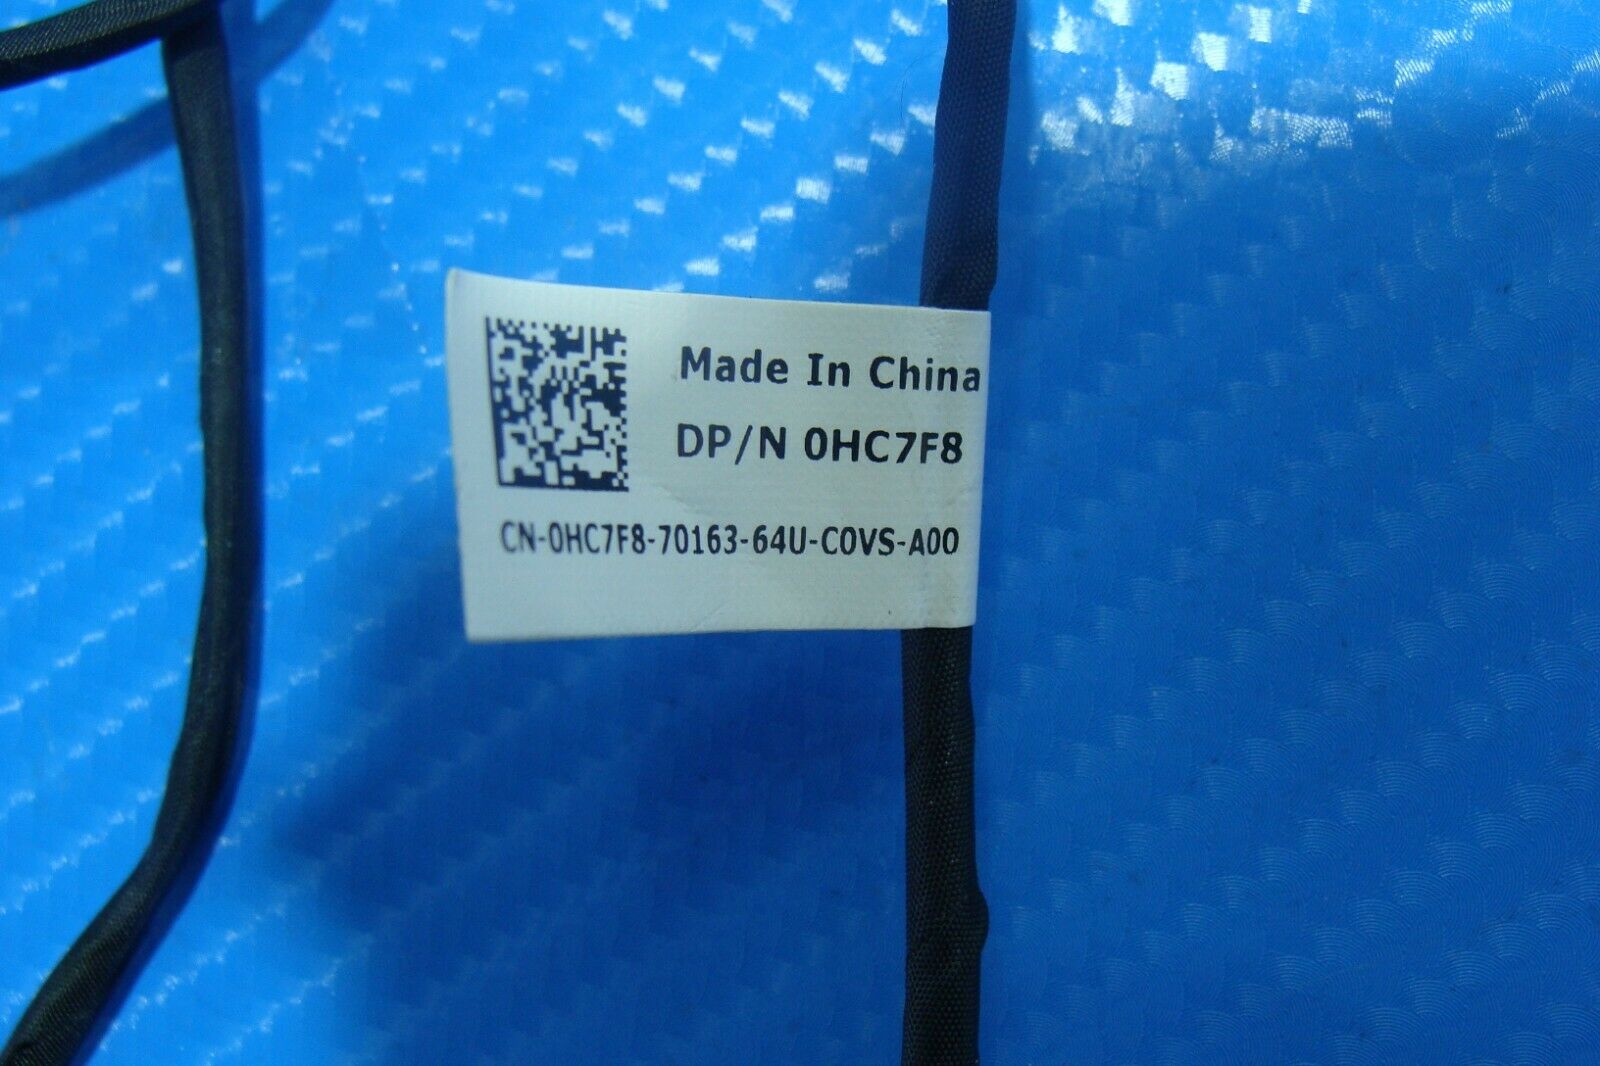 Made In China
DP/N 0HC7F8
CN-0HC7F8-70163-64U-C0VS-A00